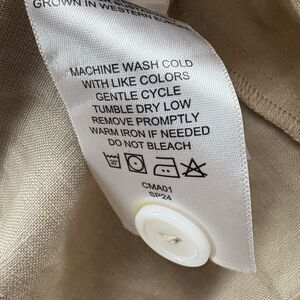 GROWN IN WESTERN
MACHINE WASH COLD
WITH LIKE COLORS
GENTLE CYCLE
TUMBLE DRY LOW
REMOVE PROMPTLY
WARM IRON IF NEEDED
DO NOT BLEACH
CMA01
SP24